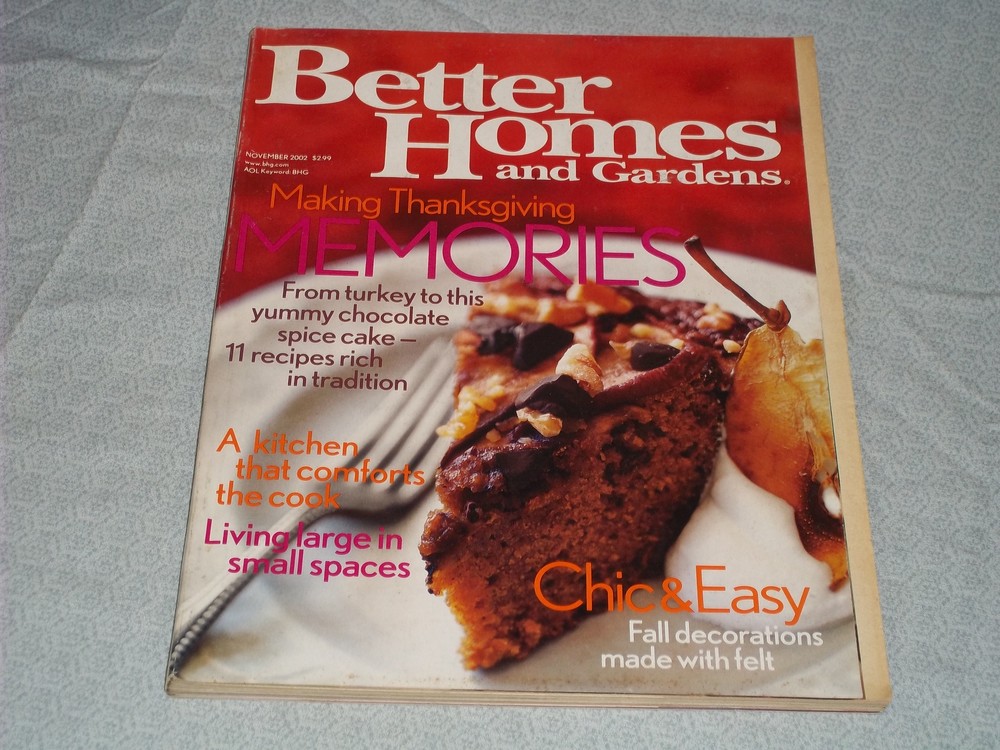 Better
Homes
and Gardens®
NOVEMBER 2002 $2.99
www.bhg.com
AOL Keyword: BHG
Making Thanksgiving
MEMORIES
From turkey to this
yummy chocolate
spice cake –
11 recipes rich
in tradition
A kitchen
that comforts
the cook
Living large in
small spaces
Chic & Easy
Fall decorations
made with felt